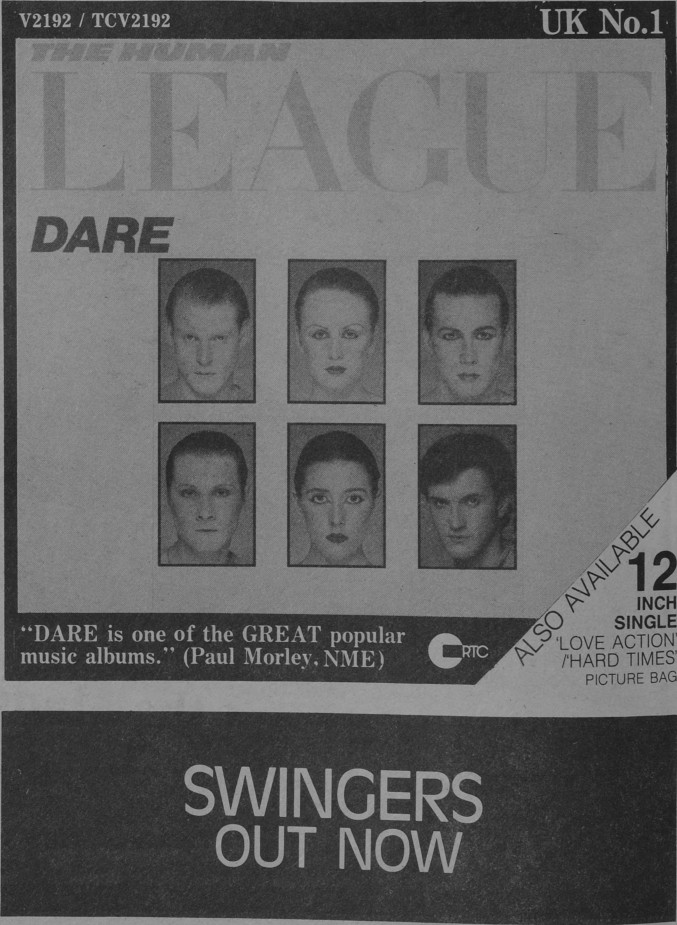 V2192 / TCV2192
UK No.1
THE HUMAN
LEAGUE
DARE
"DARE is one of the GREAT popular
music albums." (Paul Morley, NME)
RTC
ALSO AVAILABLE
12
INCH
SINGLE
'LOVE ACTION'
/'HARD TIMES'
PICTURE BAG
SWINGERS
OUT NOW